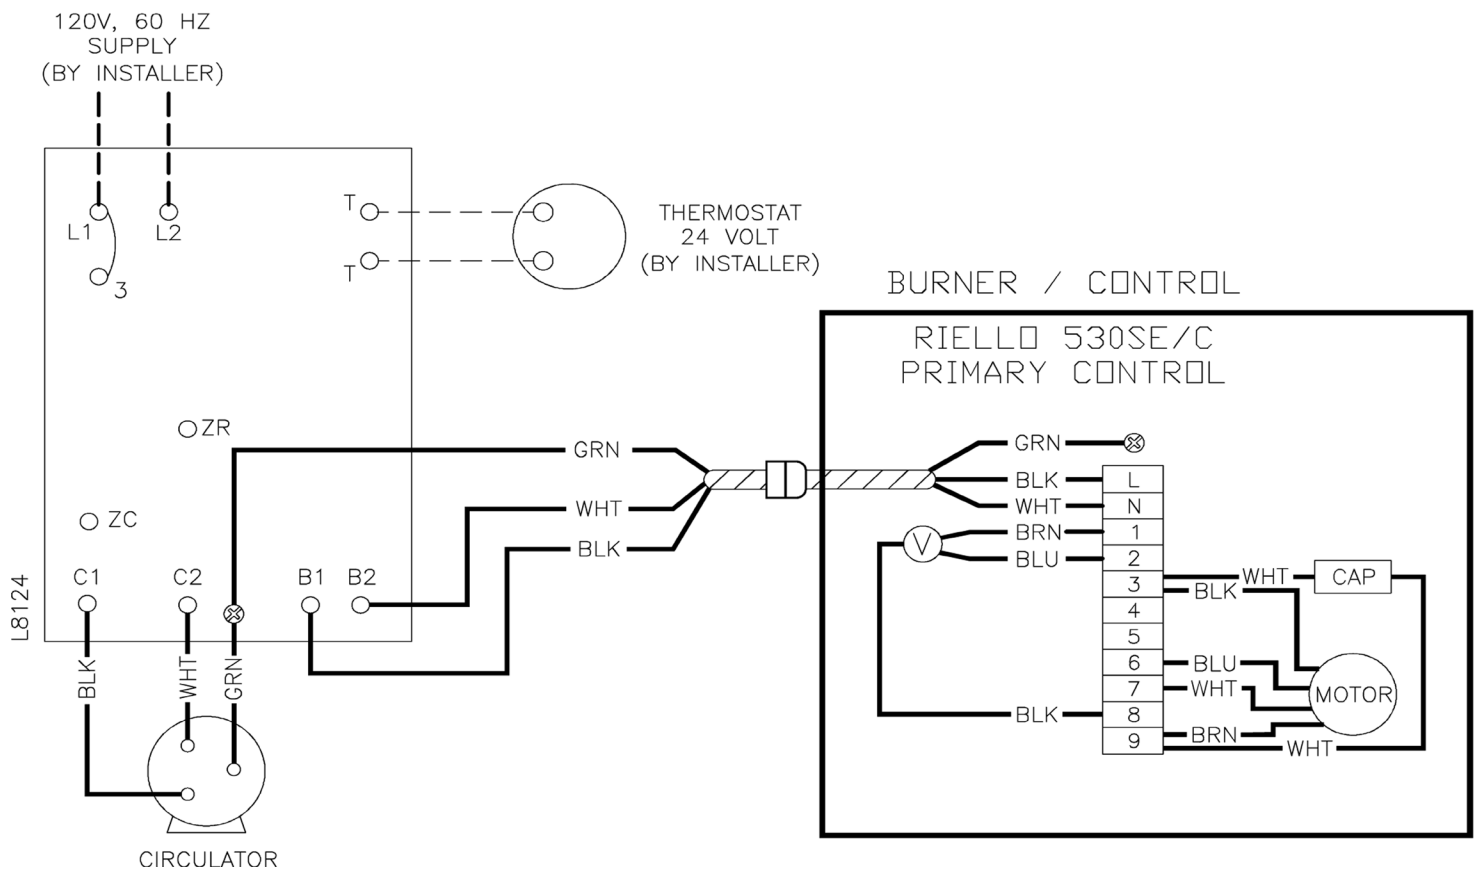 120V, 60 HZ
SUPPLY
(BY INSTALLER)
L1
L2
3
T
T
THERMOSTAT
24 VOLT
(BY INSTALLER)
BURNER / CONTROL
RIELLO 530SE/C
PRIMARY CONTROL
ZR
ZC
GRN
WHT
BLK
C1
C2
B1
B2
L8124
BLK
WHT
GRN
CIRCULATOR
GRN
BLK
L
WHT
N
V
BRN
1
BLU
2
3
WHT
CAP
BLK
4
5
6
BLU
7
WHT
MOTOR
BLK
8
9
BRN
WHT